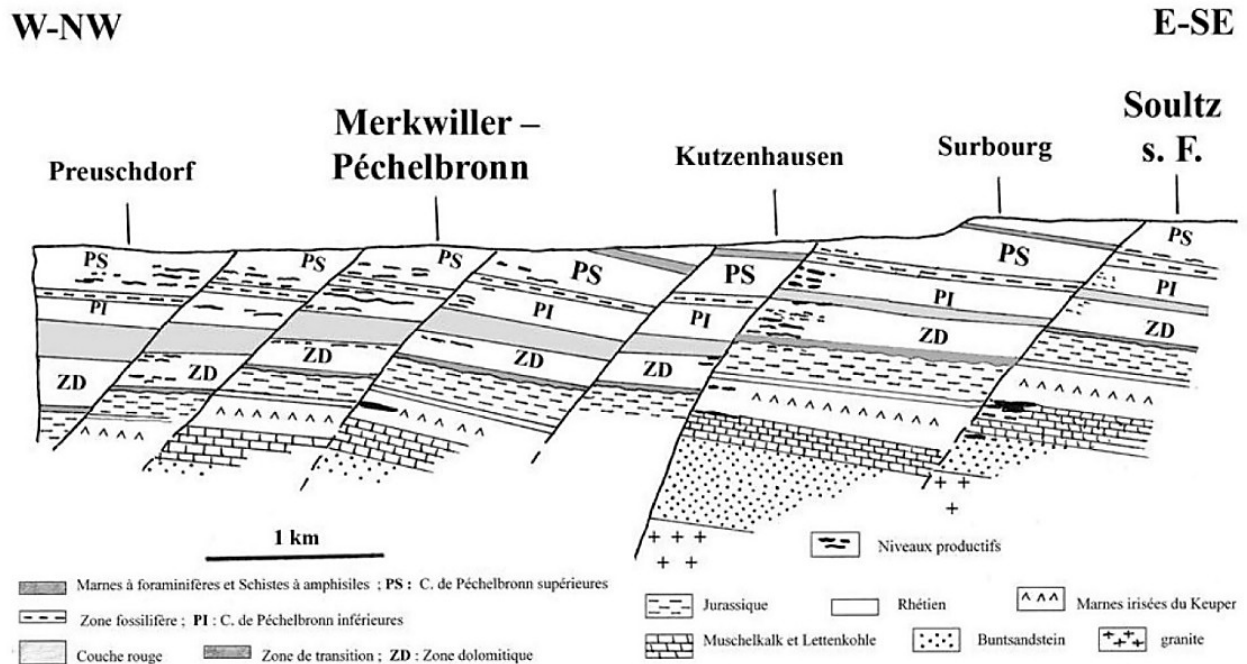 W-NW
E-SE
Soultz
s. F.
Merkwiller –
Péchelbronn
Kutzenhausen
Surbourg
Preuschdorf
PS
PS
PS
PS
PS
PS
PS
PI
PI
PI
PI
PI
ZD
ZD
ZD
ZD
ZD
ZD
ZD
1 km
Niveaux productifs
Marnes à foraminifères et Schistes à amphisiles ; PS : C. de Péchelbronn supérieures
Zone fossilifère ; PI : C. de Péchelbronn inférieures
Couche rouge
Zone de transition ; ZD : Zone dolomitique
Jurassique
Rhétien
Marnes irisées du Keuper
Muschelkalk et Lettenkohle
Buntsandstein
granite